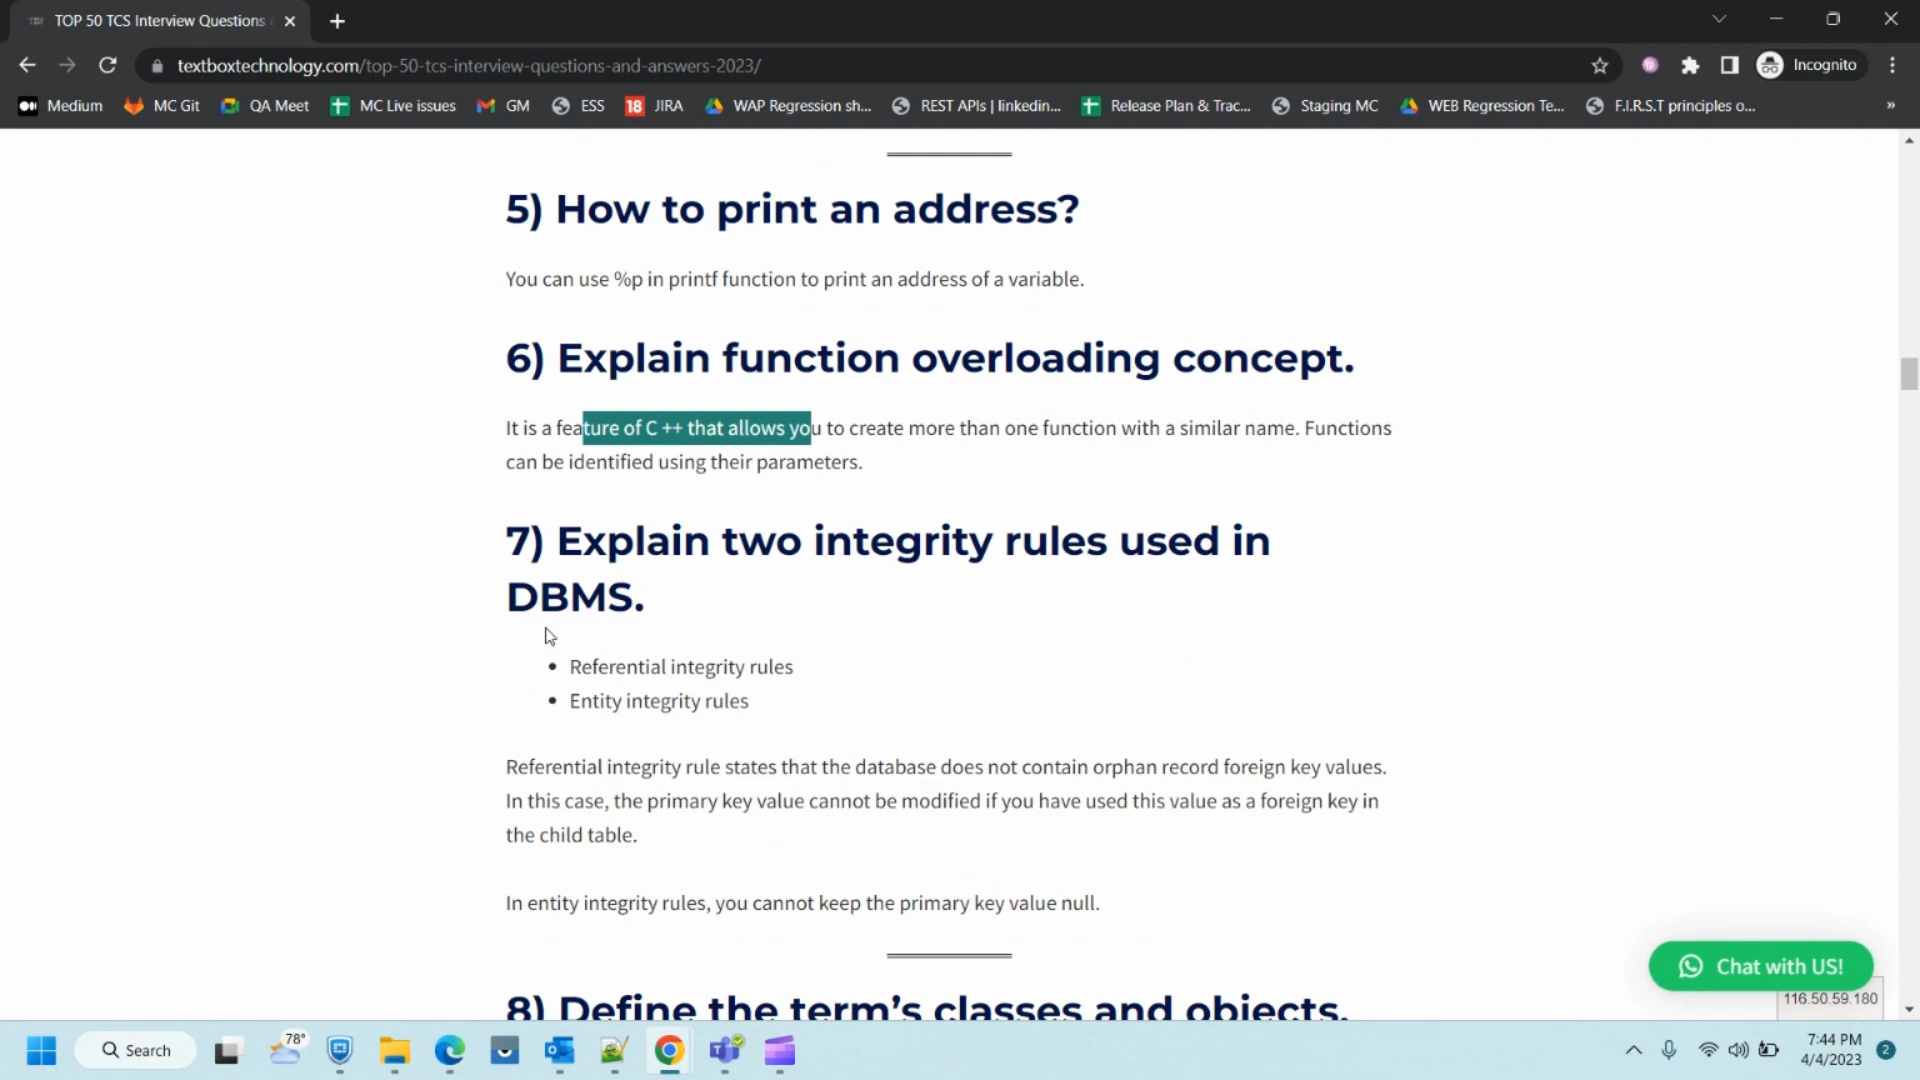 TOP 50 TCS Interview Questions
textboxtechnology.com/top-50-tcs-interview-questions-and-answers-2023/
Incognito
Medium
MC Git
QA Meet
MC Live issues
GM
ESS
18 JIRA
WAP Regression sh...
REST APIs | linkedin...
Release Plan & Trac...
Staging MC
WEB Regression Te...
F.I.R.S.T principles o...
»
5) How to print an address?
You can use %p in printf function to print an address of a variable.
6) Explain function overloading concept.
It is a feature of C ++ that allows you to create more than one function with a similar name. Functions
can be identified using their parameters.
7) Explain two integrity rules used in
DBMS.
• Referential integrity rules
• Entity integrity rules
Referential integrity rule states that the database does not contain orphan record foreign key values.
In this case, the primary key value cannot be modified if you have used this value as a foreign key in
the child table.
In entity integrity rules, you cannot keep the primary key value null.
8) Define the term's classes and objects.
Chat with US!
116.50.59.180
Search
78°
7:44 PM
4/4/2023
2